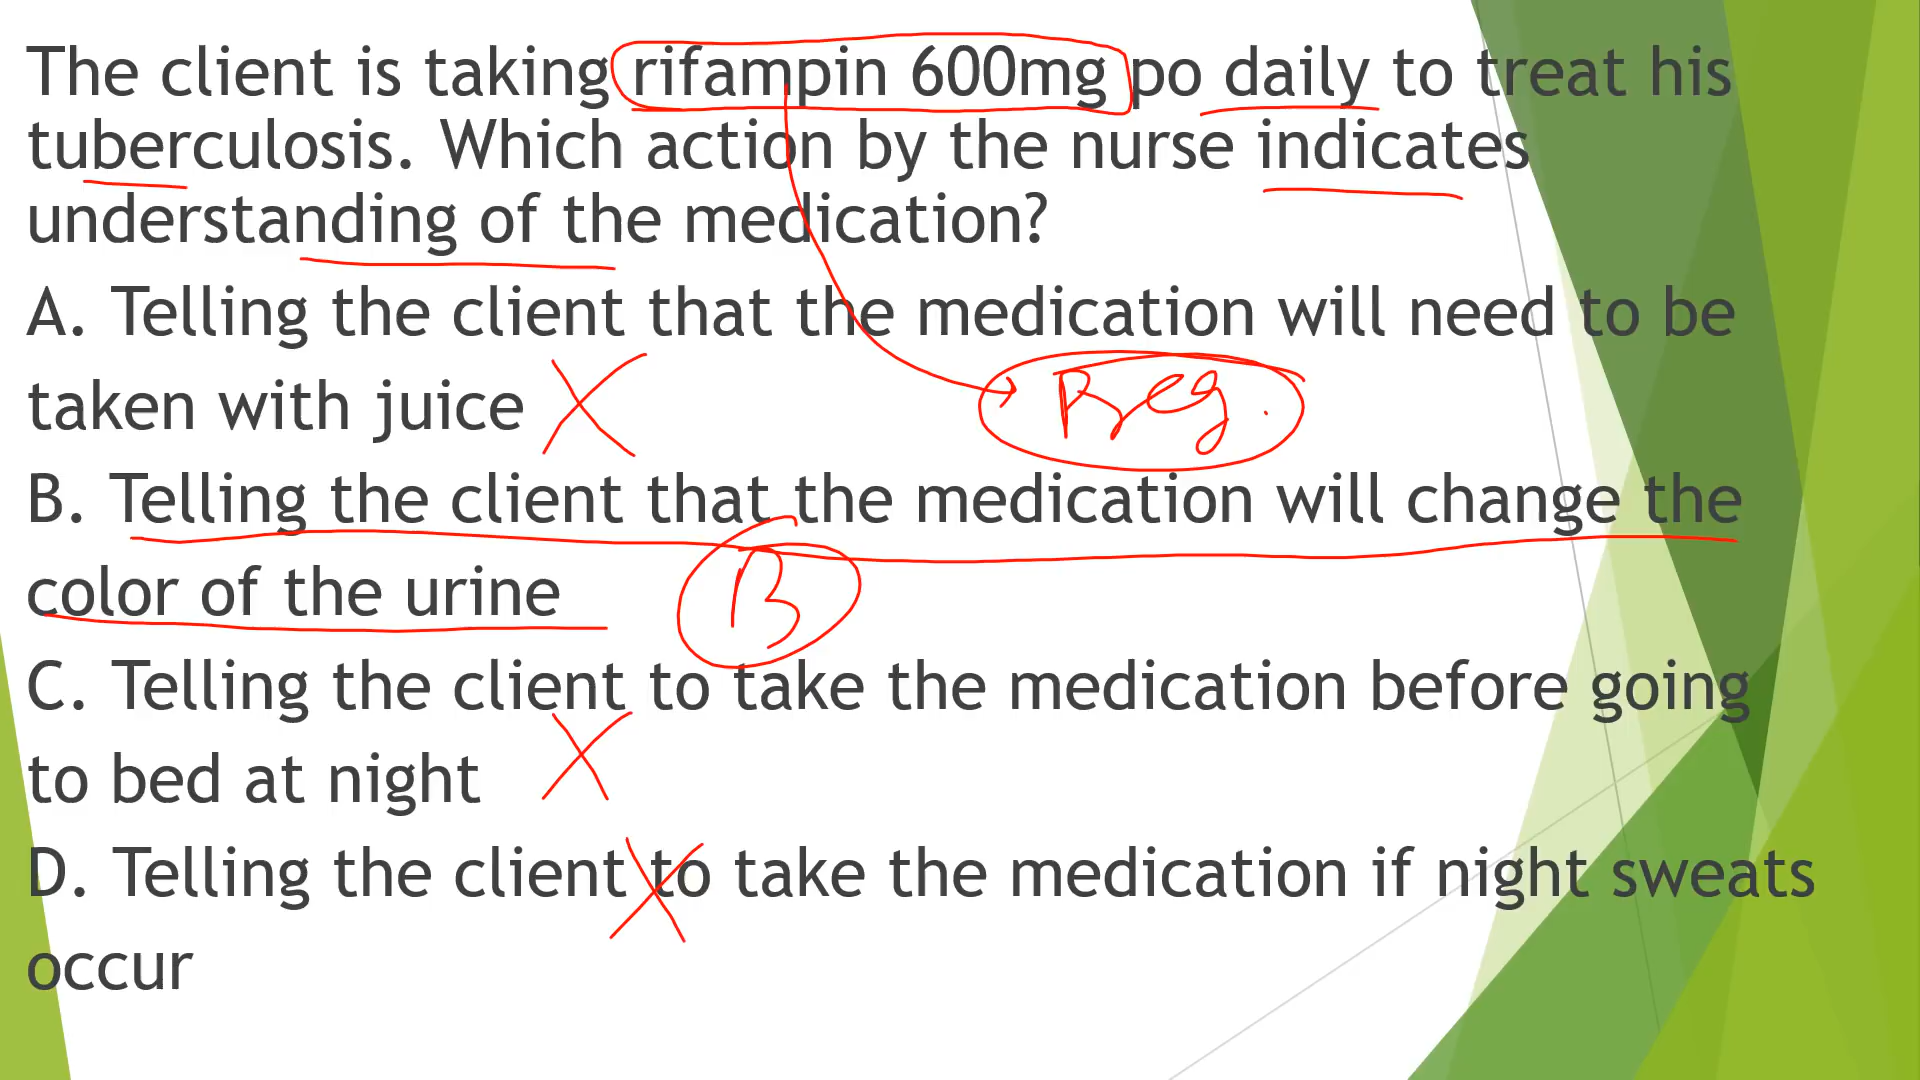 The client is taking rifampin 600mg po daily to treat his
tuberculosis. Which action by the nurse indicates
understanding of the medication?
A. Telling the client that the medication will need to be
taken with juice
Reg.
B. Telling the client that the medication will change the
color of the urine
B
C. Telling the client to take the medication before going
to bed at night
D. Telling the client to take the medication if night sweats
occur